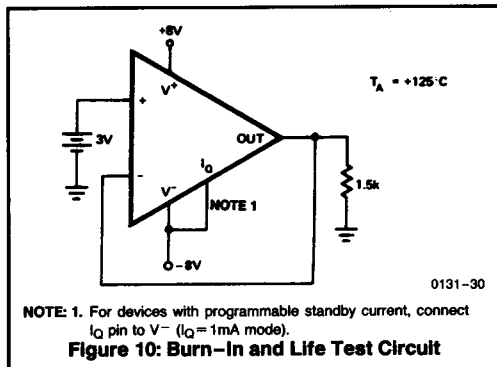 +8V
T_A = +125°C
+
V+
3V
OUT
I_Q
-
V-
NOTE 1
1.5k
-8V
0131-30
NOTE: 1. For devices with programmable standby current, connect
I_Q pin to V− (I_Q=1mA mode).
Figure 10: Burn-In and Life Test Circuit